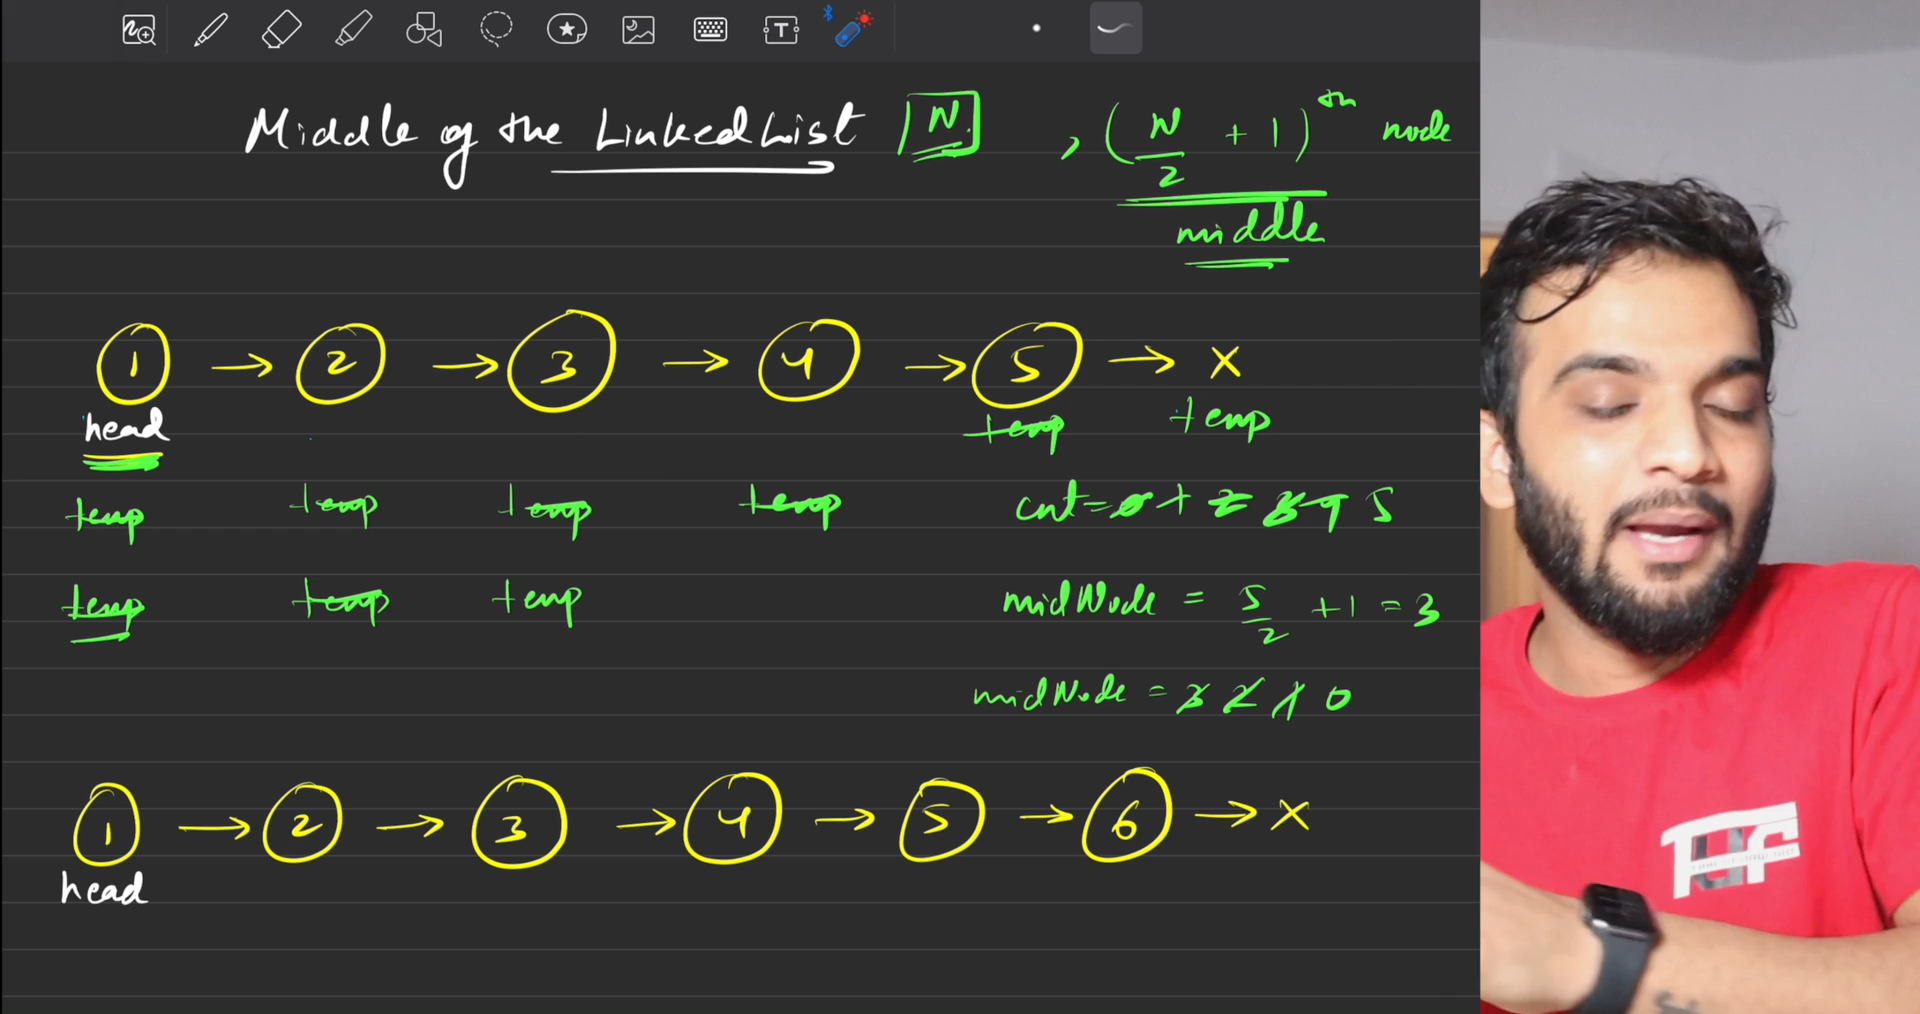 Middle of the LinkedList | N , (N/2 + 1)th node
middle
1 → 2 → 3 → 4 → 5 → X
head temp temp
temp temp temp temp cnt = 0 1 2 3 4 5
temp temp temp midNode = 5/2 + 1 = 3
midNode = 3 2 1 0
1 → 2 → 3 → 4 → 5 → 6 → X
head
TUF